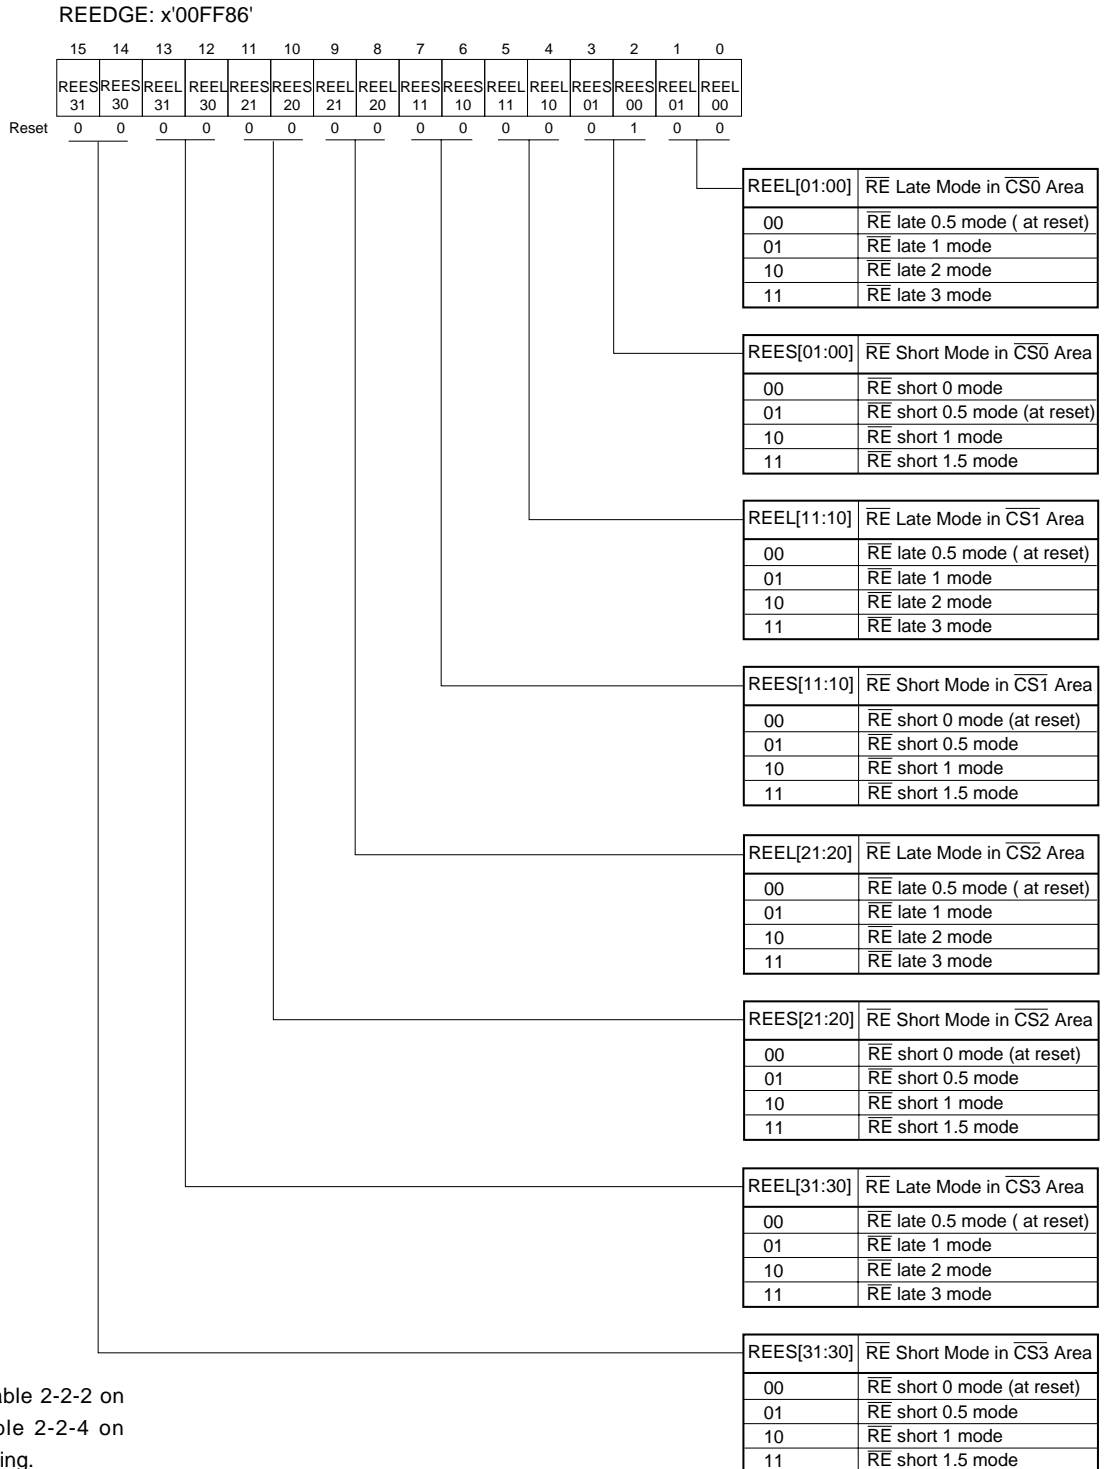 REEDGE: x'00FF86'
15 14 13 12 11 10 9 8 7 6 5 4 3 2 1 0
REES REES REEL REEL REES REES REEL REEL REES REES REEL REEL REES REES REEL REEL
31 30 31 30 21 20 21 20 11 10 11 10 01 00 01 00
Reset 0 0 0 0 0 0 0 0 0 0 0 0 0 1 0 0
REEL[01:00] RE Late Mode in CS0 Area
00 RE late 0.5 mode ( at reset)
01 RE late 1 mode
10 RE late 2 mode
11 RE late 3 mode
REES[01:00] RE Short Mode in CS0 Area
00 RE short 0 mode
01 RE short 0.5 mode (at reset)
10 RE short 1 mode
11 RE short 1.5 mode
REEL[11:10] RE Late Mode in CS1 Area
00 RE late 0.5 mode ( at reset)
01 RE late 1 mode
10 RE late 2 mode
11 RE late 3 mode
REES[11:10] RE Short Mode in CS1 Area
00 RE short 0 mode (at reset)
01 RE short 0.5 mode
10 RE short 1 mode
11 RE short 1.5 mode
REEL[21:20] RE Late Mode in CS2 Area
00 RE late 0.5 mode ( at reset)
01 RE late 1 mode
10 RE late 2 mode
11 RE late 3 mode
REES[21:20] RE Short Mode in CS2 Area
00 RE short 0 mode (at reset)
01 RE short 0.5 mode
10 RE short 1 mode
11 RE short 1.5 mode
REEL[31:30] RE Late Mode in CS3 Area
00 RE late 0.5 mode ( at reset)
01 RE late 1 mode
10 RE late 2 mode
11 RE late 3 mode
REES[31:30] RE Short Mode in CS3 Area
00 RE short 0 mode (at reset)
01 RE short 0.5 mode
10 RE short 1 mode
11 RE short 1.5 mode
2-2-2 on
2-2-4 on